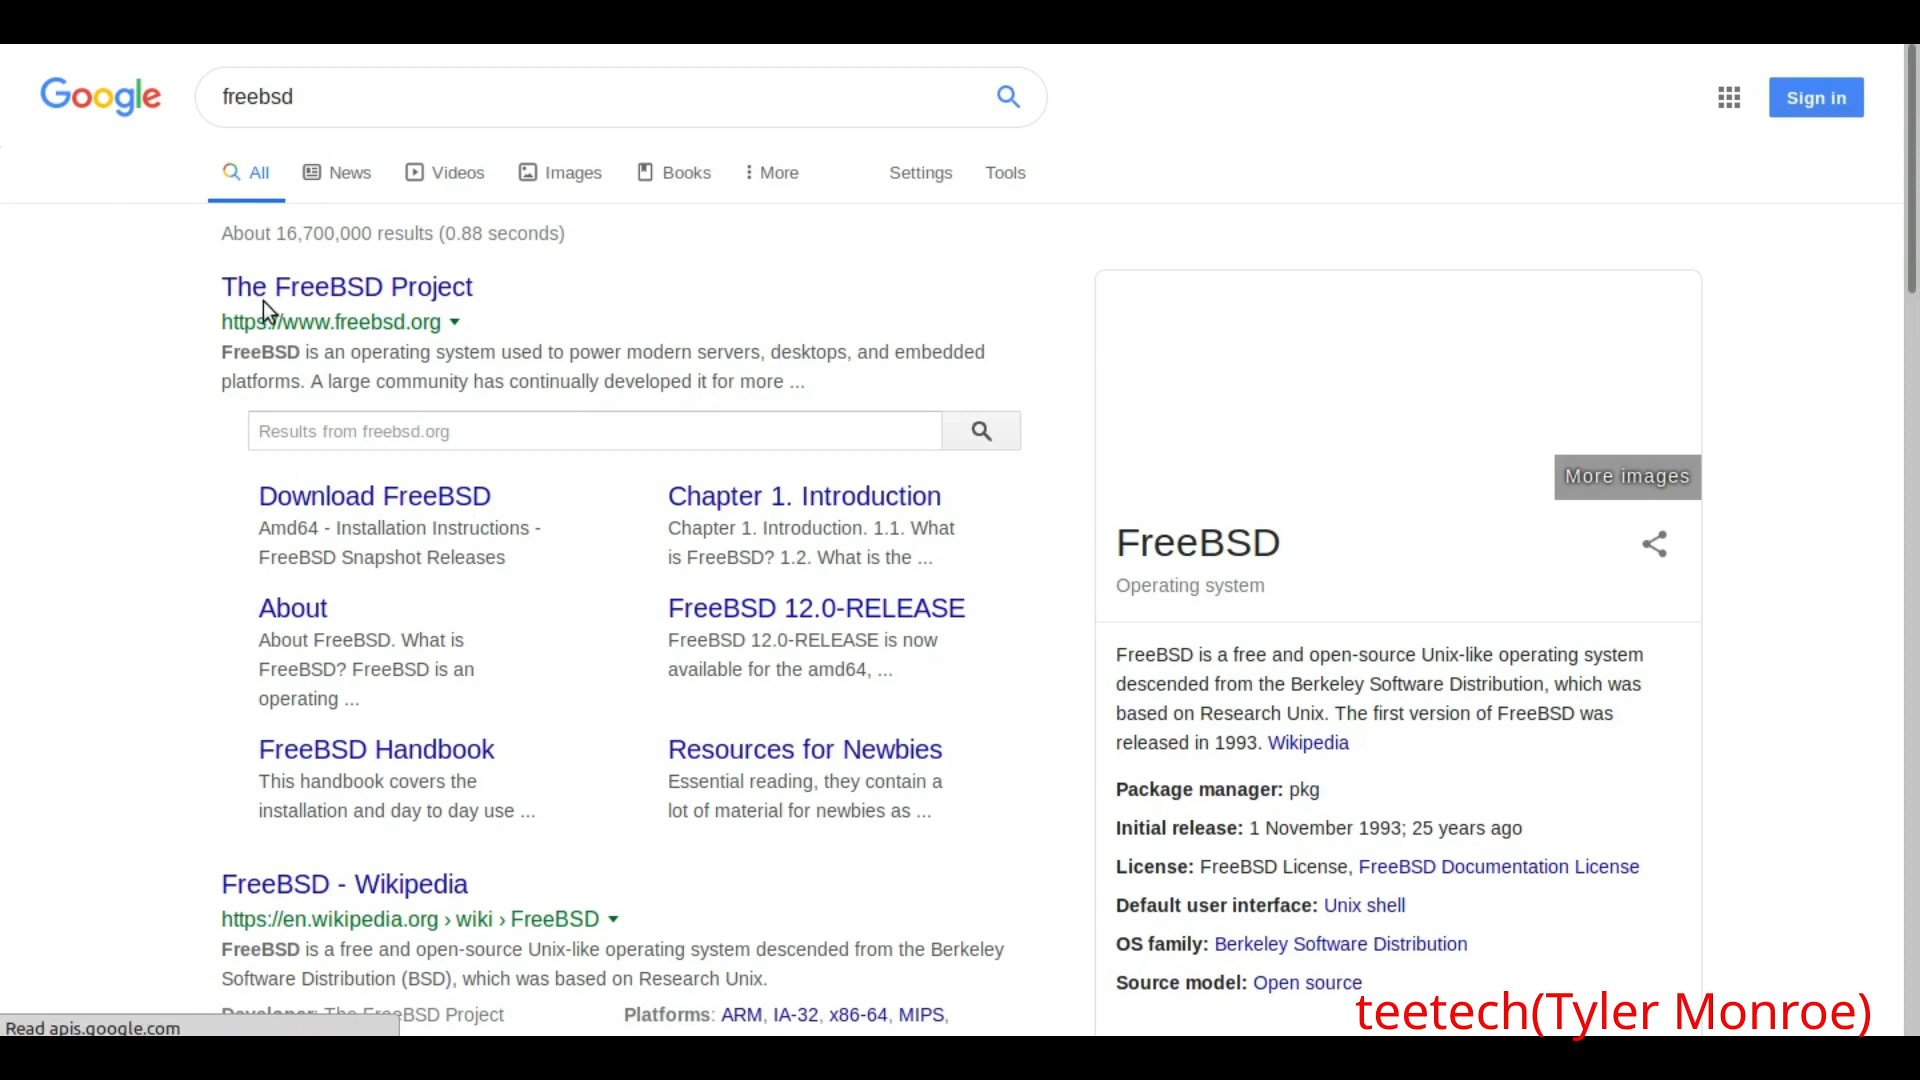 Google
freebsd
Sign in
All
News
Videos
Images
Books
More
Settings
Tools
About 16,700,000 results (0.88 seconds)
The FreeBSD Project
https://www.freebsd.org
FreeBSD is an operating system used to power modern servers, desktops, and embedded
platforms. A large community has continually developed it for more ...
Results from freebsd.org
Download FreeBSD
Amd64 - Installation Instructions -
FreeBSD Snapshot Releases
Chapter 1. Introduction
Chapter 1. Introduction. 1.1. What
is FreeBSD? 1.2. What is the ...
About
About FreeBSD. What is
FreeBSD? FreeBSD is an
operating ...
FreeBSD 12.0-RELEASE
FreeBSD 12.0-RELEASE is now
available for the amd64, ...
FreeBSD Handbook
This handbook covers the
installation and day to day use ...
Resources for Newbies
Essential reading, they contain a
lot of material for newbies as ...
FreeBSD - Wikipedia
https://en.wikipedia.org › wiki › FreeBSD
FreeBSD is a free and open-source Unix-like operating system descended from the Berkeley
Software Distribution (BSD), which was based on Research Unix.
Developer: The FreeBSD Project
Platforms: ARM, IA-32, x86-64, MIPS,
Read apis.google.com
More images
FreeBSD
Operating system
FreeBSD is a free and open-source Unix-like operating system
descended from the Berkeley Software Distribution, which was
based on Research Unix. The first version of FreeBSD was
released in 1993. Wikipedia
Package manager: pkg
Initial release: 1 November 1993; 25 years ago
License: FreeBSD License, FreeBSD Documentation License
Default user interface: Unix shell
OS family: Berkeley Software Distribution
Source model: Open source
teetech(Tyler Monroe)